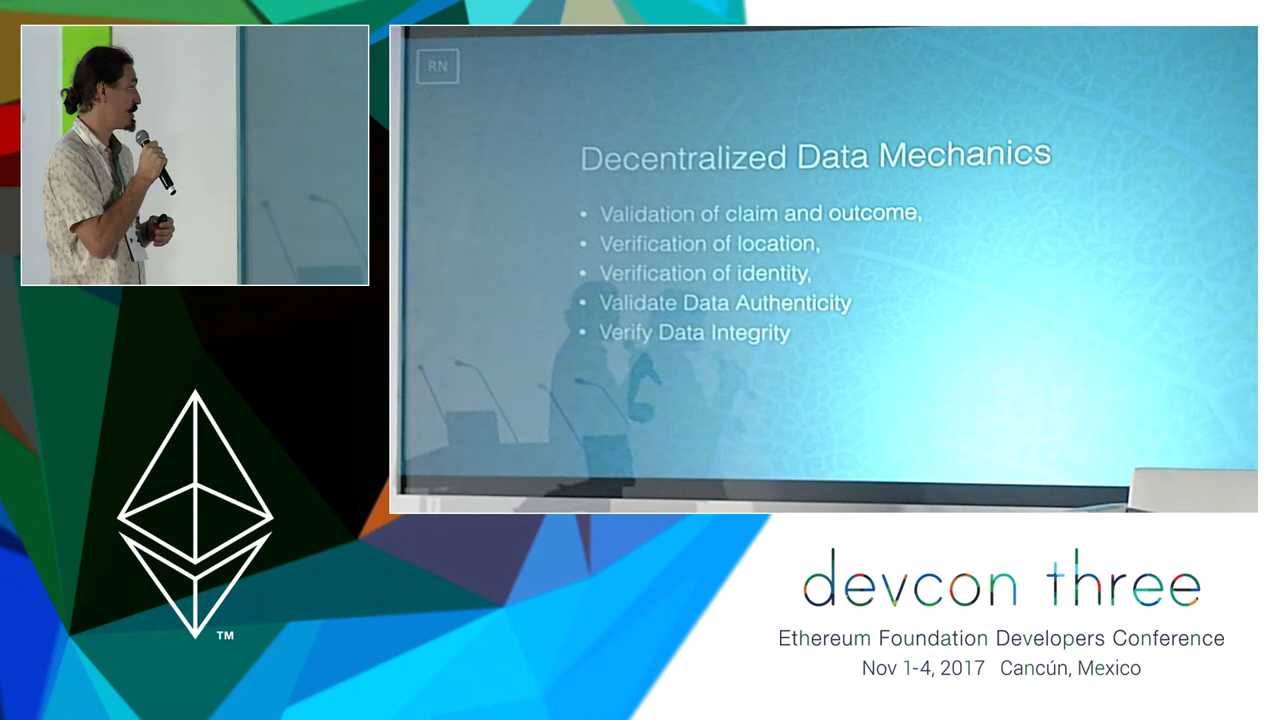 RN
Decentralized Data Mechanics
• Validation of claim and outcome,
• Verification of location,
• Verification of identity,
• Validate Data Authenticity
• Verify Data Integrity
TM
devcon three
Ethereum Foundation Developers Conference
Nov 1-4, 2017 Cancún, Mexico